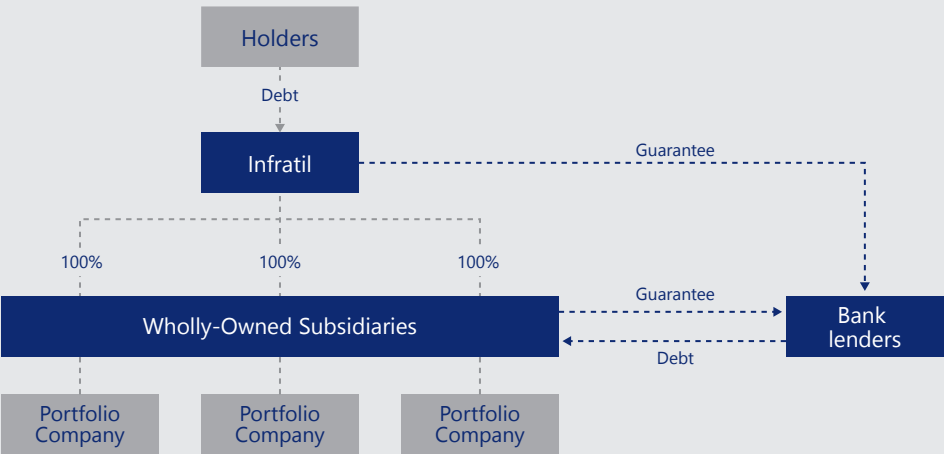 Holders
Debt
Infratil
Guarantee
100%
100%
100%
Wholly-Owned Subsidiaries
Guarantee
Debt
Bank
lenders
Portfolio
Company
Portfolio
Company
Portfolio
Company